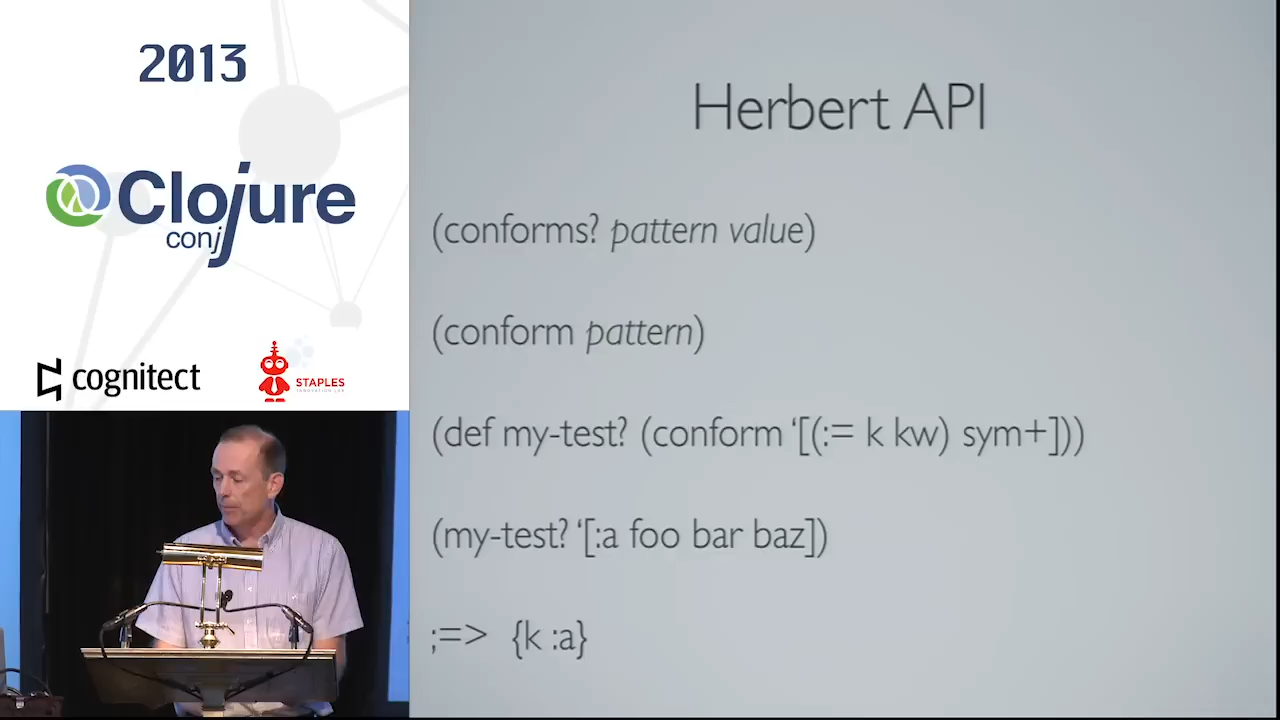 2013
Clojure
conj
cognitect
STAPLES
Herbert API
(conforms? pattern value)
(conform pattern)
(def my-test? (conform ‘[(:= k kw) sym+]))
(my-test? ‘[:a foo bar baz])
;=> {k :a}